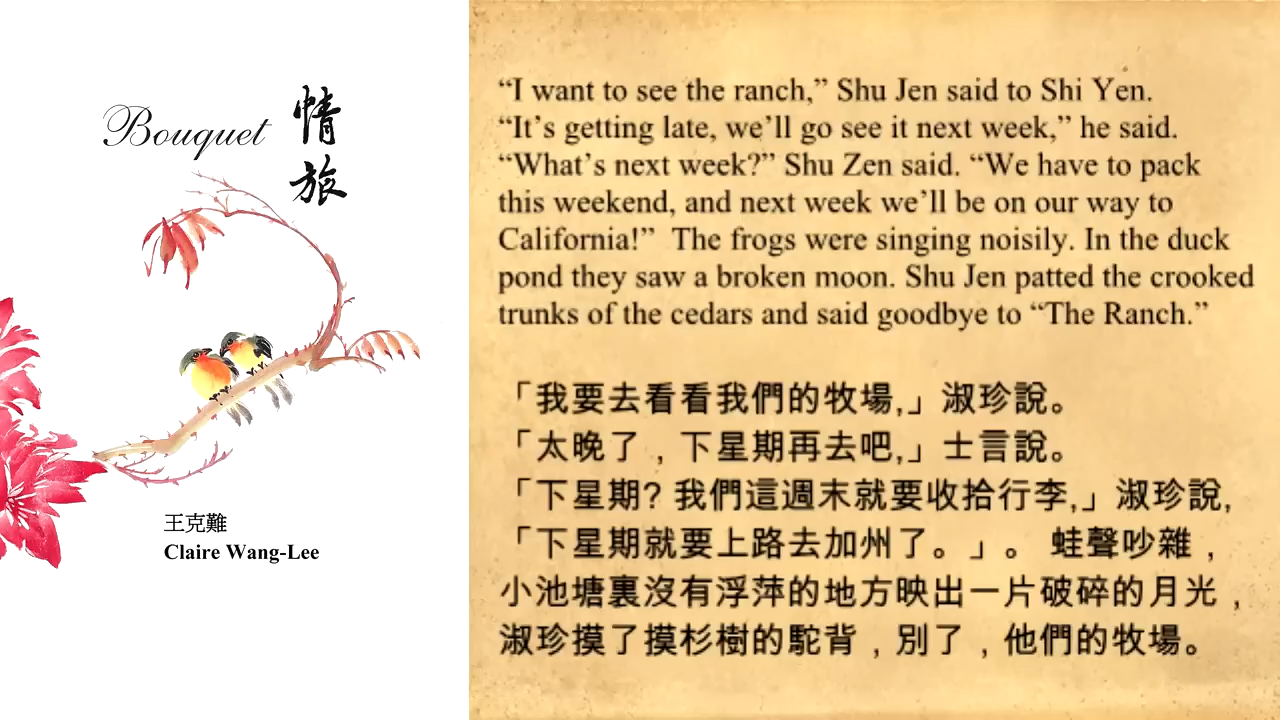 Bouquet
情旅
王克難
Claire Wang-Lee
“I want to see the ranch,” Shu Jen said to Shi Yen.
“It’s getting late, we’ll go see it next week,” he said.
“What’s next week?” Shu Zen said. “We have to pack
this weekend, and next week we’ll be on our way to
California!”  The frogs were singing noisily. In the duck
pond they saw a broken moon. Shu Jen patted the crooked
trunks of the cedars and said goodbye to “The Ranch.”
「我要去看看我們的牧場,」淑珍說。
「太晚了，下星期再去吧,」士言說。
「下星期? 我們這週末就要收拾行李,」淑珍說,
「下星期就要上路去加州了。」。 蛙聲吵雜，
小池塘裏沒有浮萍的地方映出一片破碎的月光，
淑珍摸了摸杉樹的駝背，別了，他們的牧場。